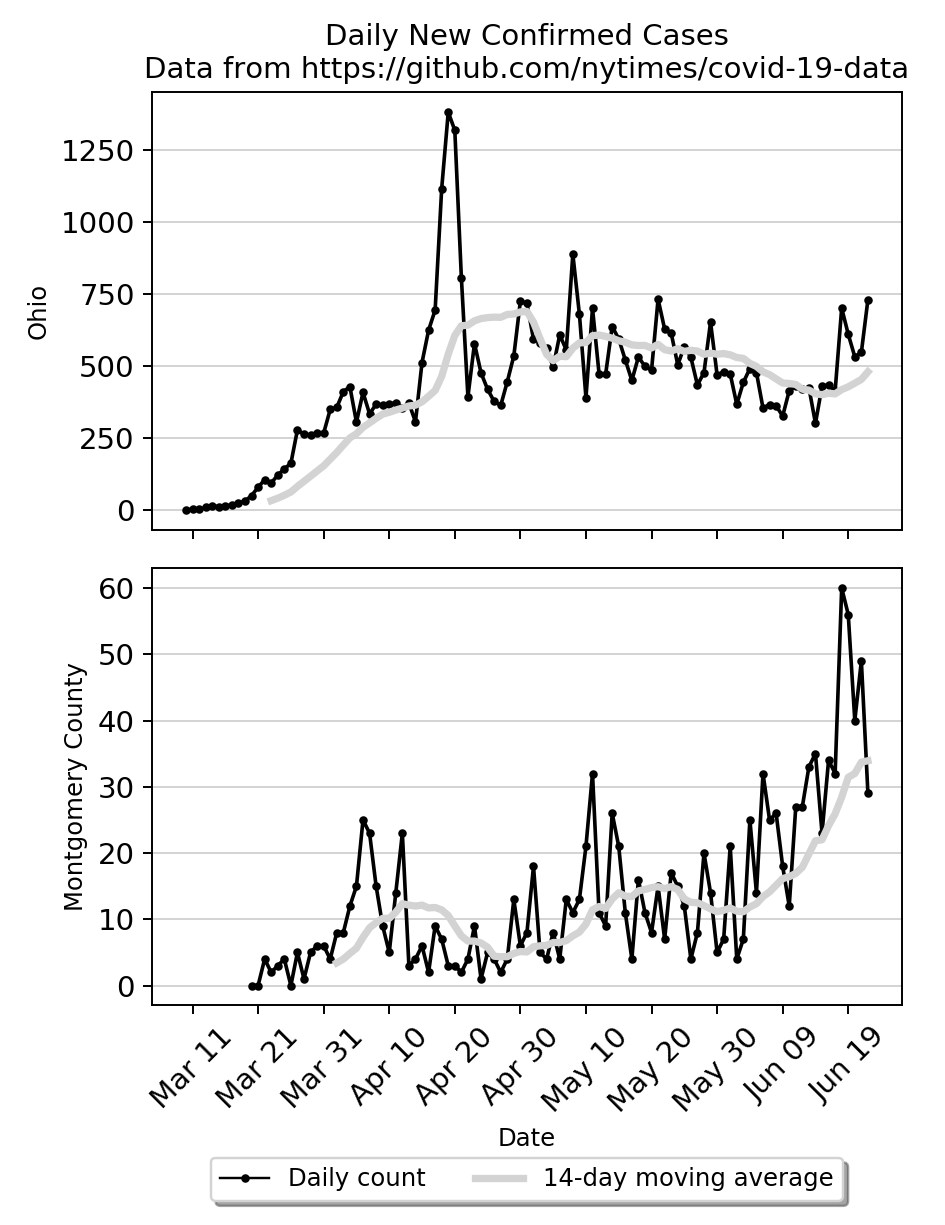 Daily New Confirmed Cases
Data from https://github.com/nytimes/covid-19-data
1250
1000
750
500
250
0
Ohio
60
50
40
30
20
10
0
Montgomery County
Mar 11
Mar 21
Mar 31
Apr 10
Apr 20
Apr 30
May 10
May 20
May 30
Jun 09
Jun 19
Date
Daily count
14-day moving average